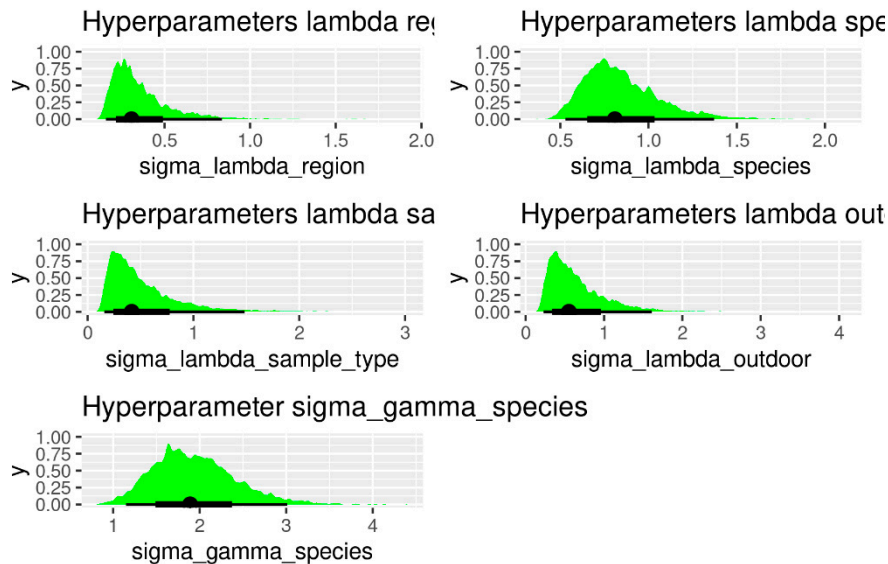 Hyperparameters lambda re
Hyperparameters lambda spe
y
1.00
0.75
0.50
0.25
0.00
0.5 1.0 1.5 2.0
sigma_lambda_region
y
1.00
0.75
0.50
0.25
0.00
0.5 1.0 1.5 2.0
sigma_lambda_species
Hyperparameters lambda sa
Hyperparameters lambda out
y
1.00
0.75
0.50
0.25
0.00
0 1 2 3
sigma_lambda_sample_type
y
1.00
0.75
0.50
0.25
0.00
0 1 2 3 4
sigma_lambda_outdoor
Hyperparameter sigma_gamma_species
y
1.00
0.75
0.50
0.25
0.00
1 2 3 4
sigma_gamma_species